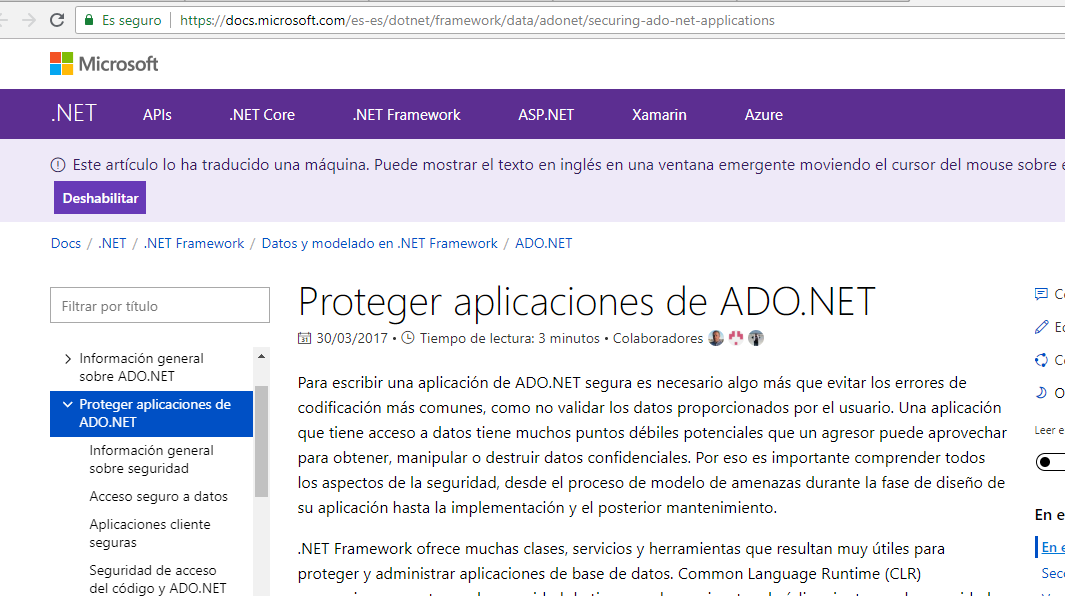 Es seguro https://docs.microsoft.com/es-es/dotnet/framework/data/adonet/securing-ado-net-applications
Microsoft
.NET APIs .NET Core .NET Framework ASP.NET Xamarin Azure
Este artículo lo ha traducido una máquina. Puede mostrar el texto en inglés en una ventana emergente moviendo el cursor del mouse sobre
Deshabilitar
Docs / .NET / .NET Framework / Datos y modelado en .NET Framework / ADO.NET
Filtrar por título
Información general
sobre ADO.NET
Proteger aplicaciones de
ADO.NET
Información general
sobre seguridad
Acceso seguro a datos
Aplicaciones cliente
seguras
Seguridad de acceso
del código y ADO.NET
Proteger aplicaciones de ADO.NET
30/03/2017 • Tiempo de lectura: 3 minutos • Colaboradores
Para escribir una aplicación de ADO.NET segura es necesario algo más que evitar los errores de
codificación más comunes, como no validar los datos proporcionados por el usuario. Una aplicación
que tiene acceso a datos tiene muchos puntos débiles potenciales que un agresor puede aprovechar
para obtener, manipular o destruir datos confidenciales. Por eso es importante comprender todos
los aspectos de la seguridad, desde el proceso de modelo de amenazas durante la fase de diseño de
su aplicación hasta la implementación y el posterior mantenimiento.
.NET Framework ofrece muchas clases, servicios y herramientas que resultan muy útiles para
proteger y administrar aplicaciones de base de datos. Common Language Runtime (CLR)
Leer e
En e
En e